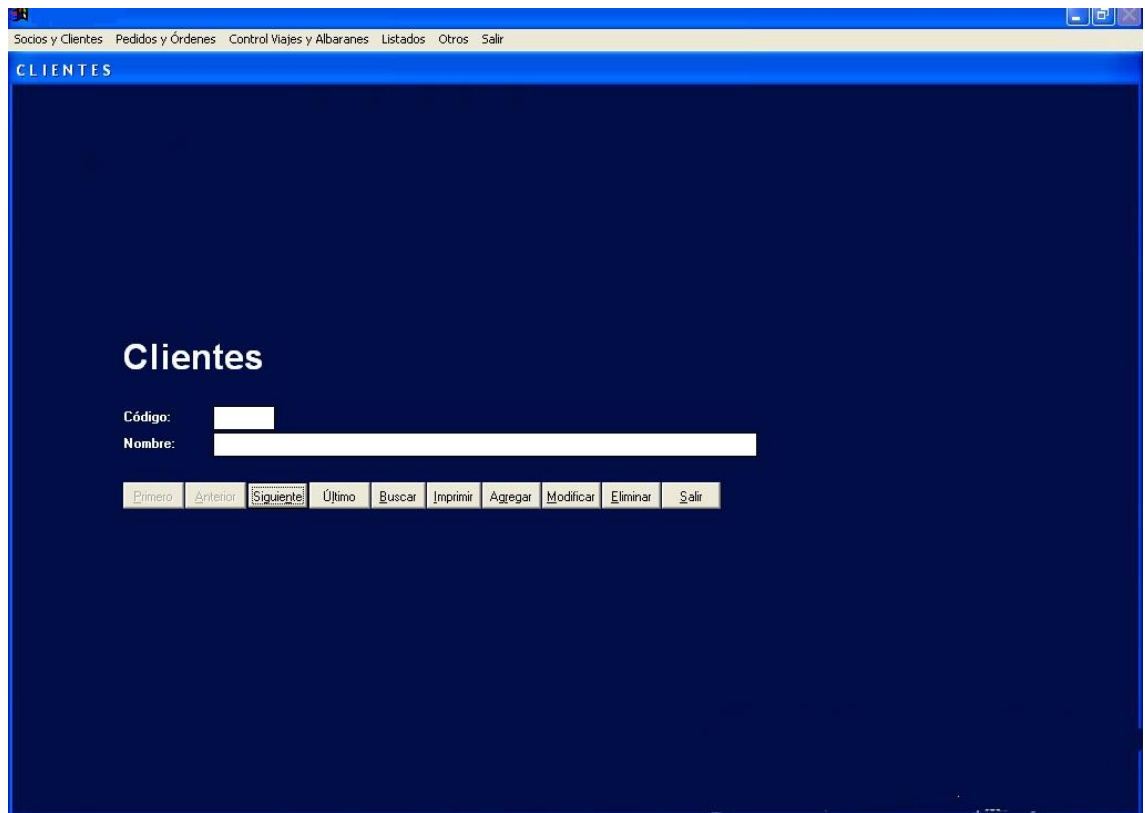 Socios y Clientes Pedidos y Órdenes Control Viajes y Albaranes Listados Otros Salir
CLIENTES
Clientes
Código:
Nombre:
Primero Anterior Siguiente Último Buscar Imprimir Agregar Modificar Eliminar Salir